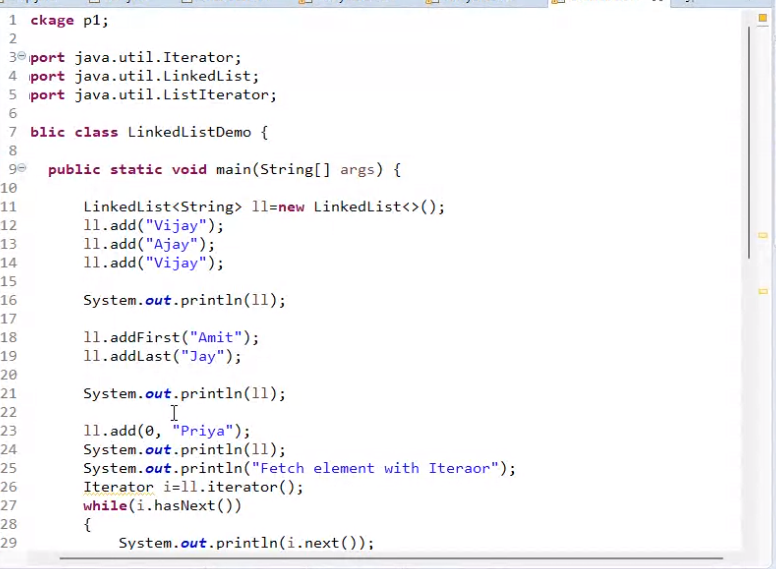 1 ckage p1;
2
3 port java.util.Iterator;
4 port java.util.LinkedList;
5 port java.util.ListIterator;
6
7 blic class LinkedListDemo {
8
9 public static void main(String[] args) {
10
11 LinkedList<String> ll=new LinkedList<>();
12 ll.add("Vijay");
13 ll.add("Ajay");
14 ll.add("Vijay");
15
16 System.out.println(ll);
17
18 ll.addFirst("Amit");
19 ll.addLast("Jay");
20
21 System.out.println(ll);
22
23 ll.add(0, "Priya");
24 System.out.println(ll);
25 System.out.println("Fetch element with Iteraor");
26 Iterator i=ll.iterator();
27 while(i.hasNext())
28 {
29 System.out.println(i.next());